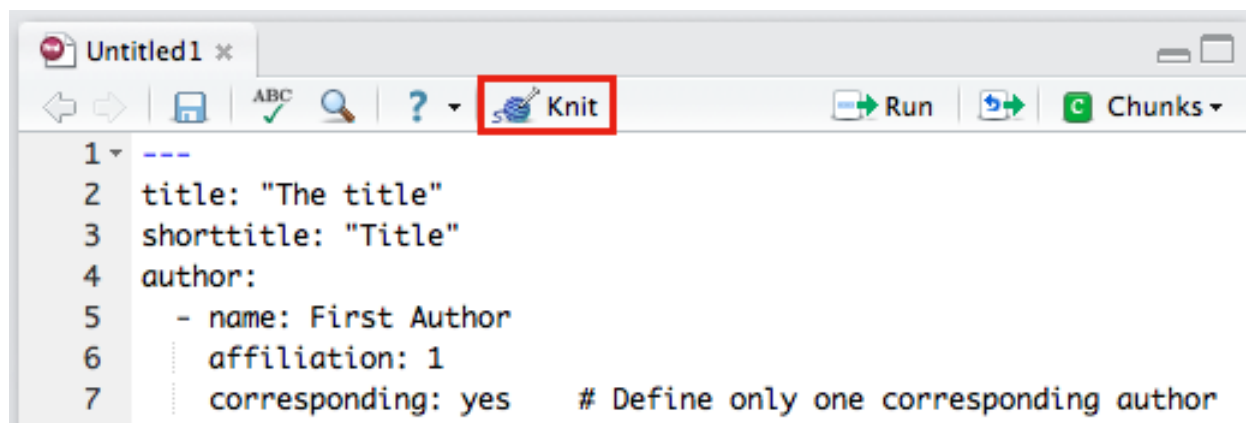 Untitled1
ABC ? Knit Run C Chunks
1 ---
2 title: "The title"
3 shorttitle: "Title"
4 author:
5 - name: First Author
6 affiliation: 1
7 corresponding: yes # Define only one corresponding author